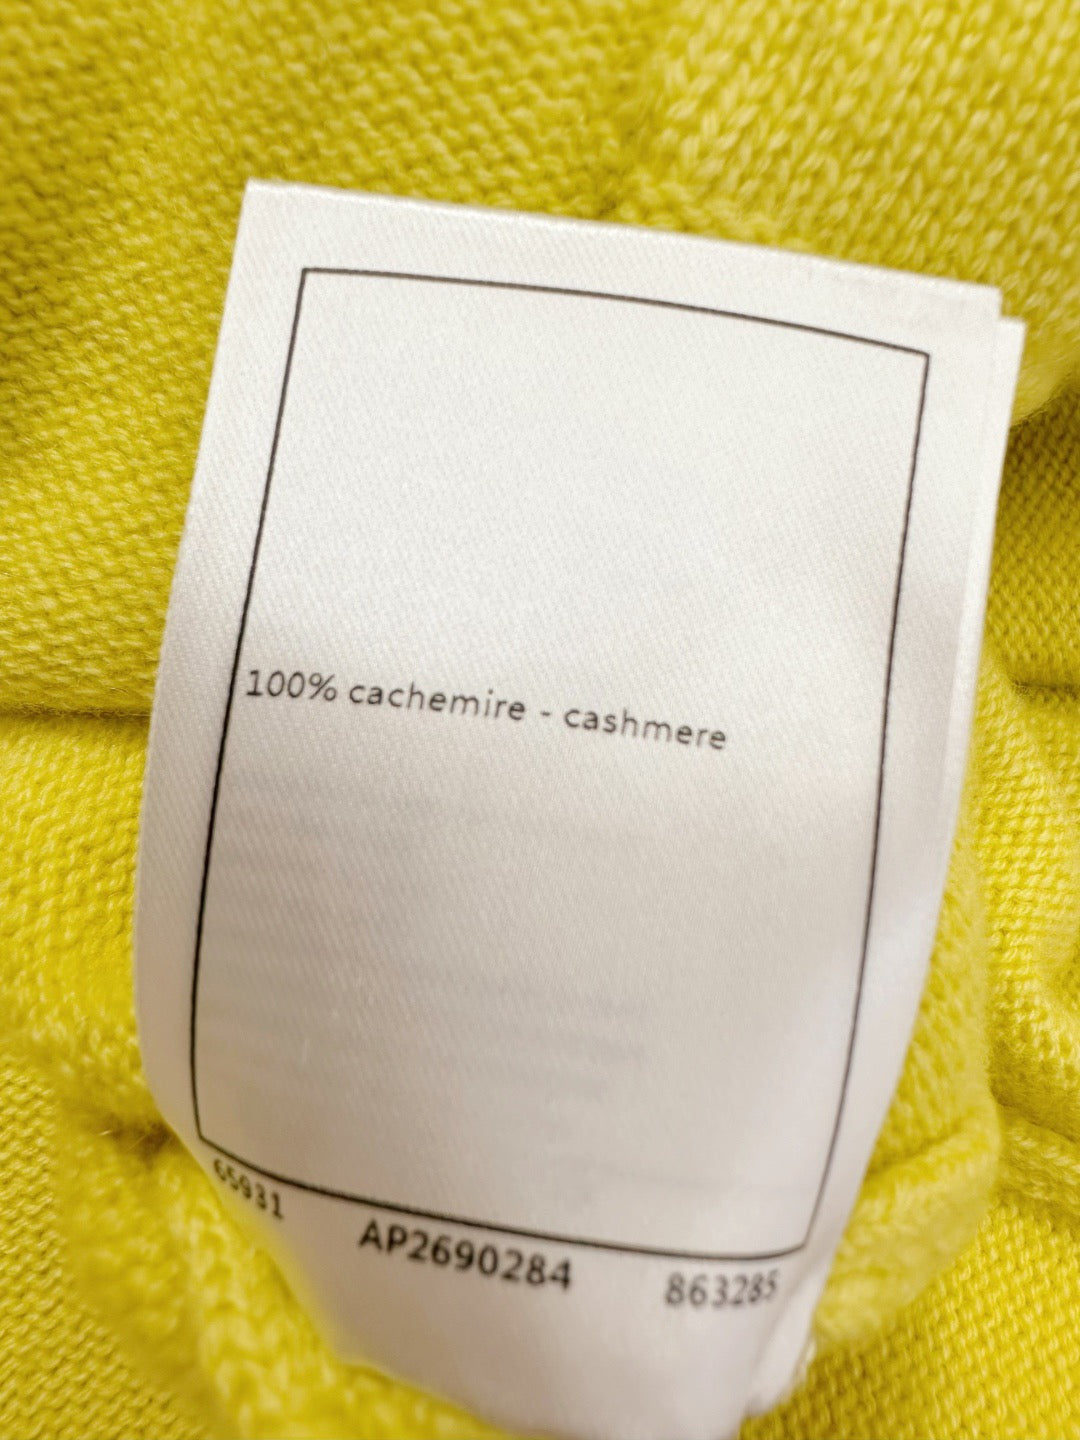 100% cachemire - cashmere
65931 AP2690284 863285